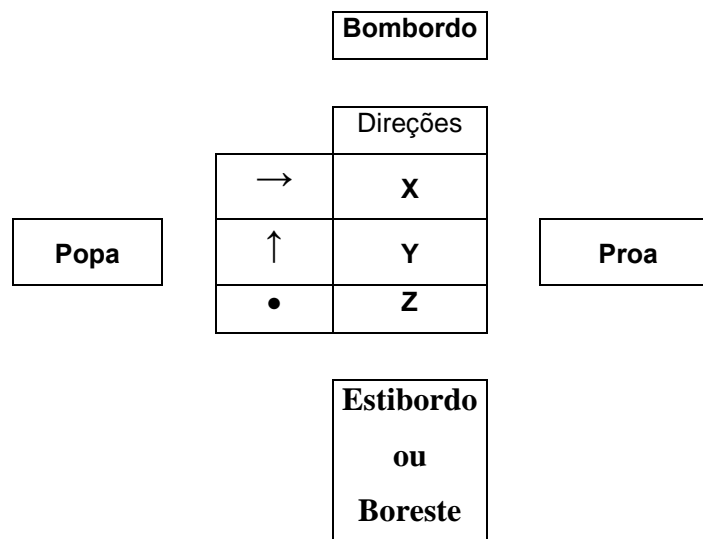 Bombordo
Direções
→ X
Popa ↑ Y Proa
• Z
Estibordo
ou
Boreste